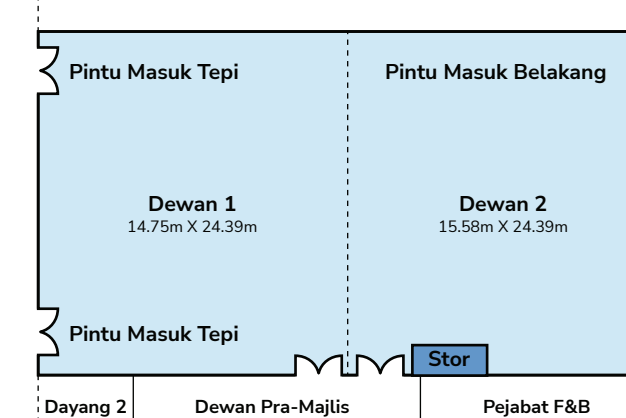 Pintu Masuk Tepi
Pintu Masuk Belakang
Dewan 1
14.75m X 24.39m
Dewan 2
15.58m X 24.39m
Pintu Masuk Tepi
Stor
Dayang 2
Dewan Pra-Majlis
Pejabat F&B